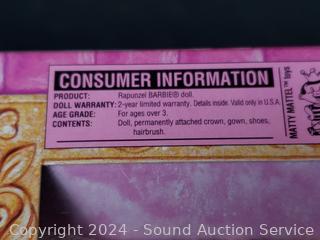 CONSUMER INFORMATION
PRODUCT: Rapunzel BARBIE® doll.
DOLL WARRANTY: 2-year limited warranty. Details inside. Valid only in U.S.A.
AGE GRADE: For ages over 3.
CONTENTS: Doll, permanently attached crown, gown, shoes,
hairbrush.
MATTY MATTEL™ toys
Copyright 2024 - Sound Auction Service